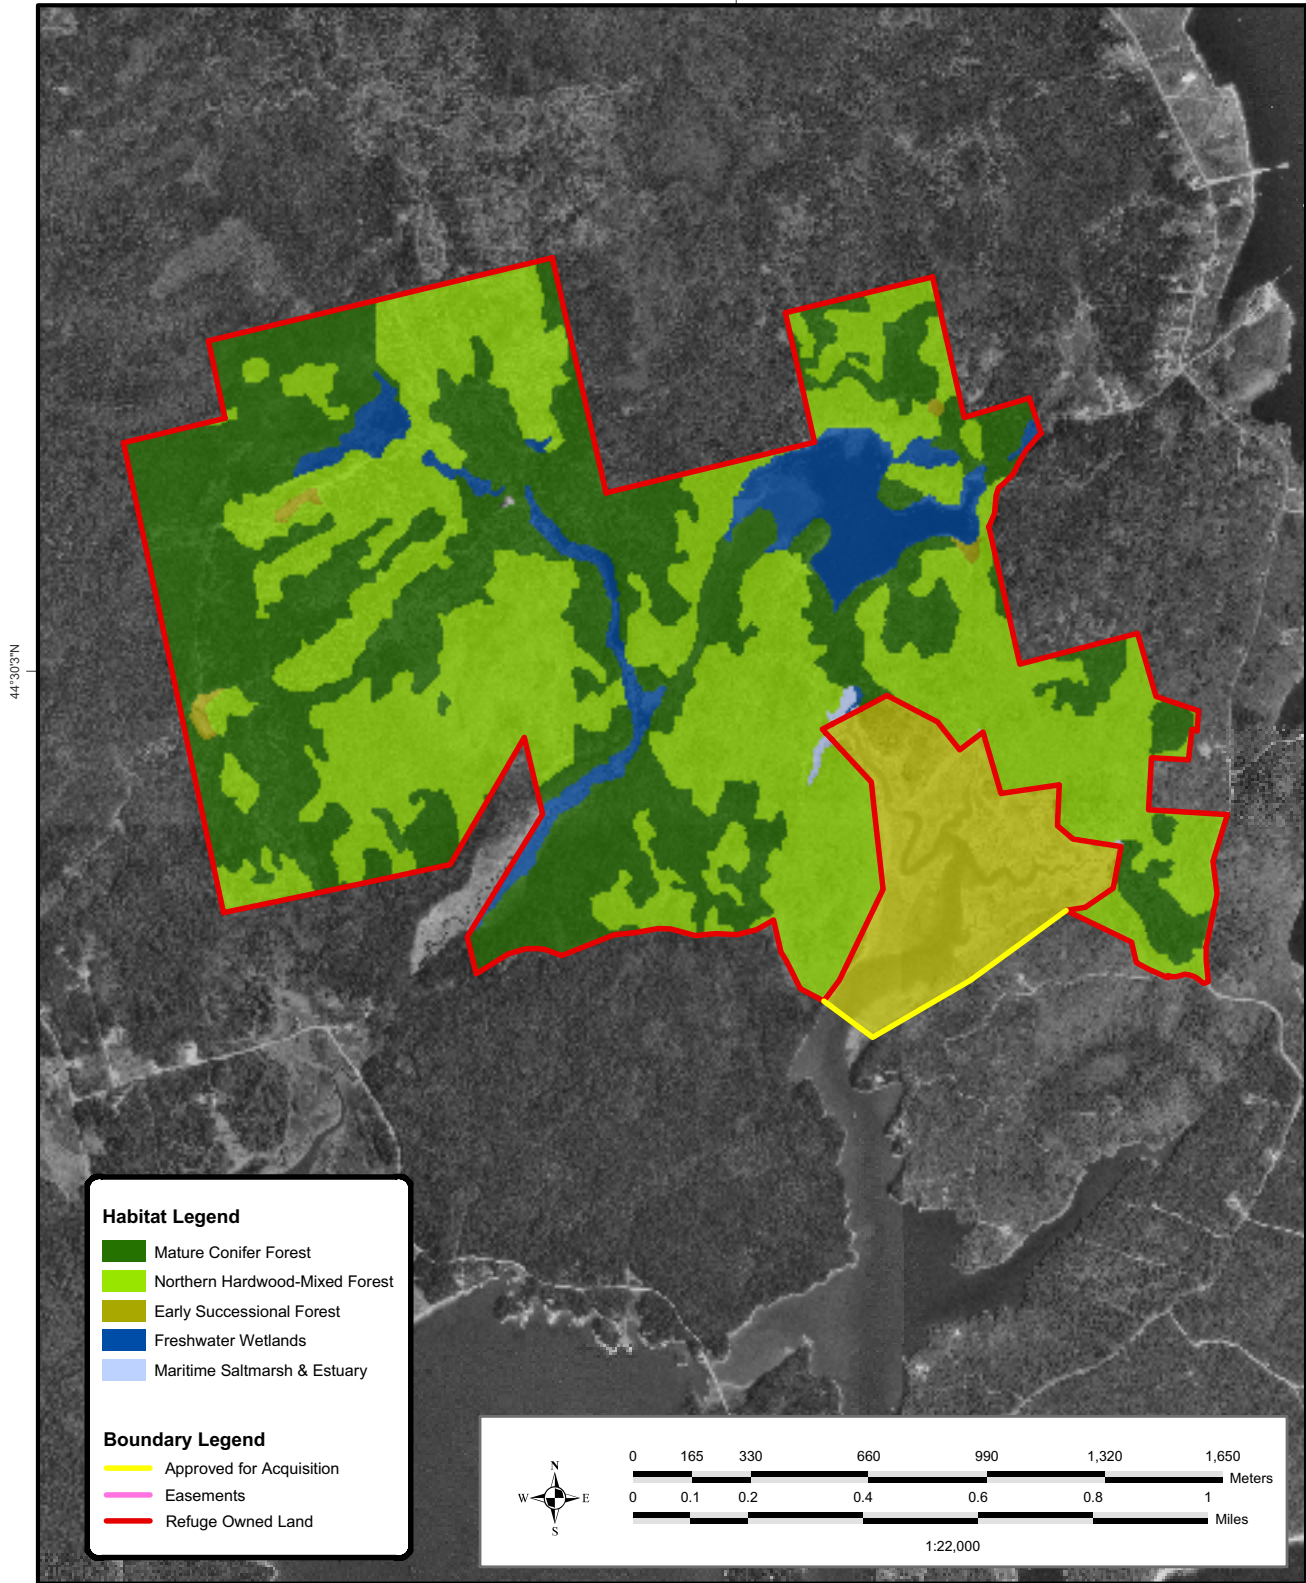 44°30'3"N
Habitat Legend
Mature Conifer Forest
Northern Hardwood-Mixed Forest
Early Successional Forest
Freshwater Wetlands
Maritime Saltmarsh & Estuary
Boundary Legend
Approved for Acquisition
Easements
Refuge Owned Land
N
W E
S
0 165 330 660 990 1,320 1,650
Meters
0 0.1 0.2 0.4 0.6 0.8 1
Miles
1:22,000